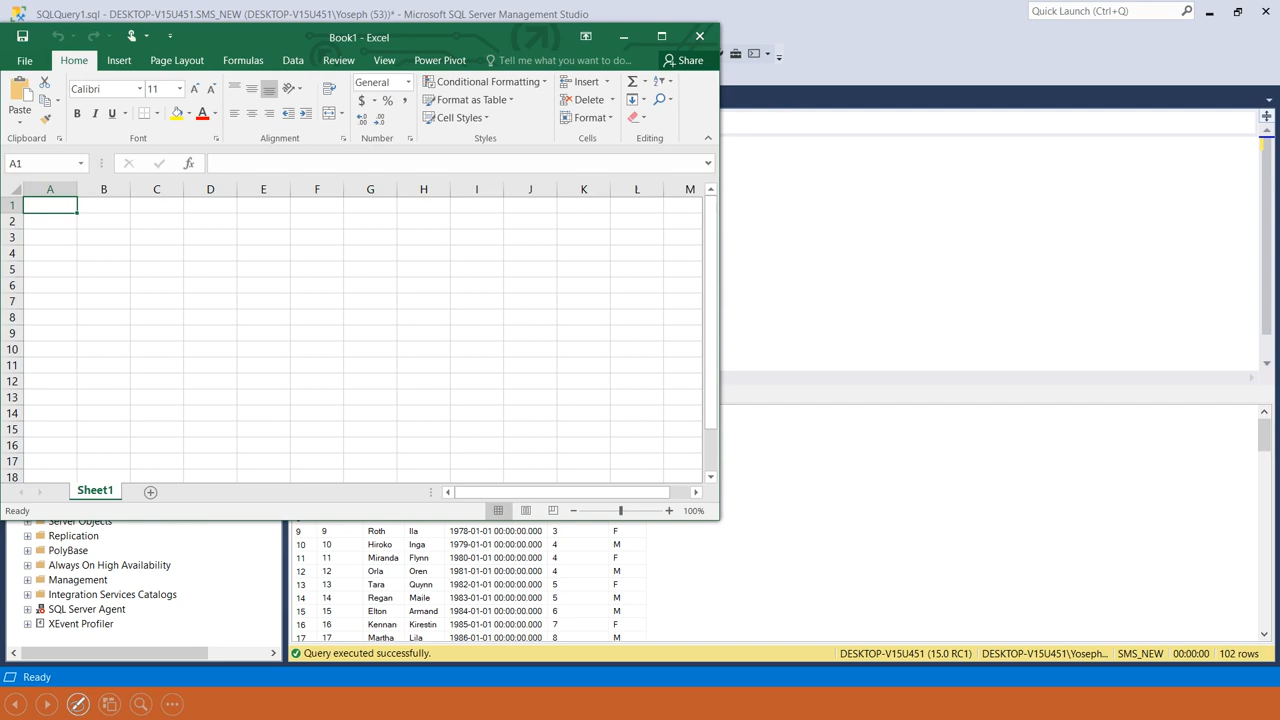 SQLQuery1.sql - DESKTOP-V15U451.SMS_NEW (DESKTOP-V15U451\Yoseph (53))* - Microsoft SQL Server Management Studio
Quick Launch (Ctrl+Q)
Book1 - Excel
File Home Insert Page Layout Formulas Data Review View Power Pivot Tell me what you want to do... Share
Paste
Calibri 11
B I U
General
$ % ,
Conditional Formatting
Format as Table
Cell Styles
Insert
Delete
Format
Clipboard Font Alignment Number Styles Cells Editing
A1 fx
A B C D E F G H I J K L M
1
2
3
4
5
6
7
8
9
10
11
12
13
14
15
16
17
18
Sheet1
Ready 100%
Server Objects
Replication
PolyBase
Always On High Availability
Management
Integration Services Catalogs
SQL Server Agent
XEvent Profiler
9 9 Roth Ila 1978-01-01 00:00:00.000 3 F
10 10 Hiroko Inga 1979-01-01 00:00:00.000 4 M
11 11 Miranda Flynn 1980-01-01 00:00:00.000 4 F
12 12 Orla Oren 1981-01-01 00:00:00.000 4 M
13 13 Tara Quynn 1982-01-01 00:00:00.000 5 F
14 14 Regan Maile 1983-01-01 00:00:00.000 5 M
15 15 Elton Armand 1984-01-01 00:00:00.000 6 M
16 16 Kennan Kirestin 1985-01-01 00:00:00.000 7 F
17 17 Martha Lila 1986-01-01 00:00:00.000 8 M
Query executed successfully. DESKTOP-V15U451 (15.0 RC1) DESKTOP-V15U451\Yoseph... SMS_NEW 00:00:00 102 rows
Ready